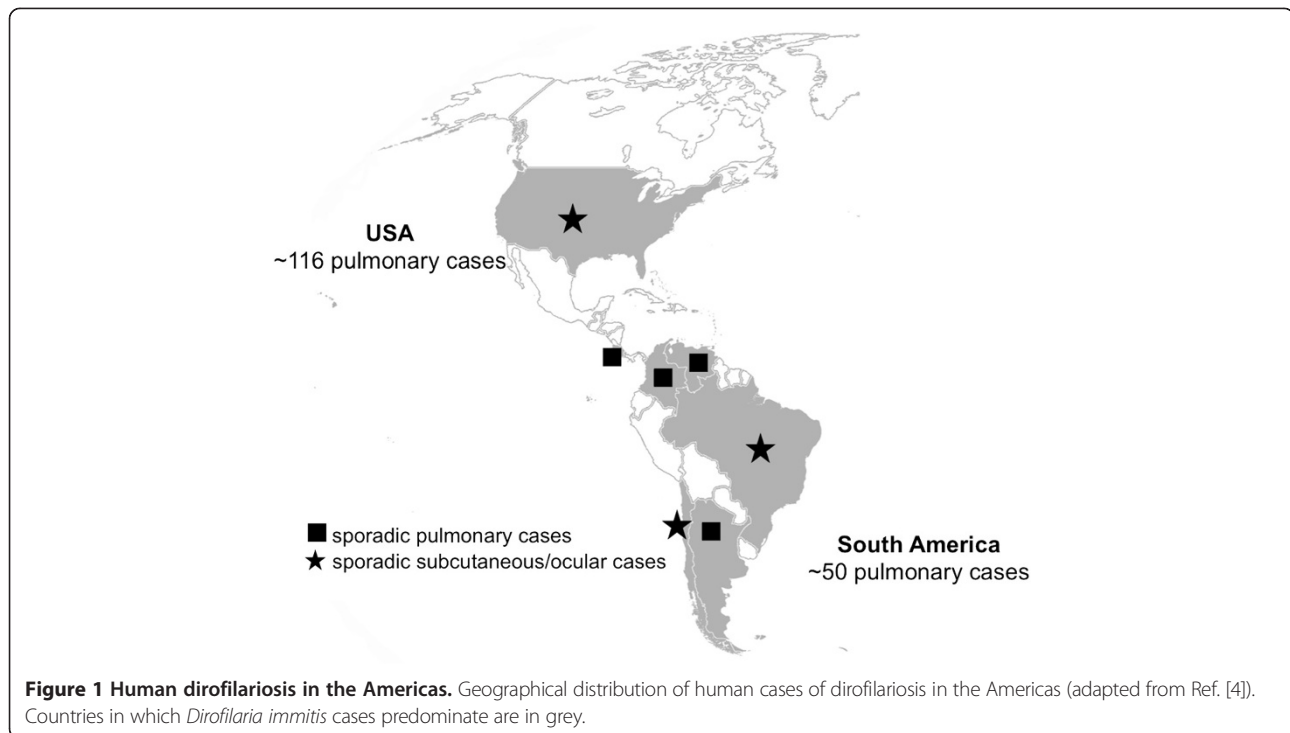 USA
~116 pulmonary cases
■ sporadic pulmonary cases
★ sporadic subcutaneous/ocular cases
South America
~50 pulmonary cases
Figure 1 Human dirofilariosis in the Americas. Geographical distribution of human cases of dirofilariosis in the Americas (adapted from Ref. [4]).
Countries in which Dirofilaria immitis cases predominate are in grey.